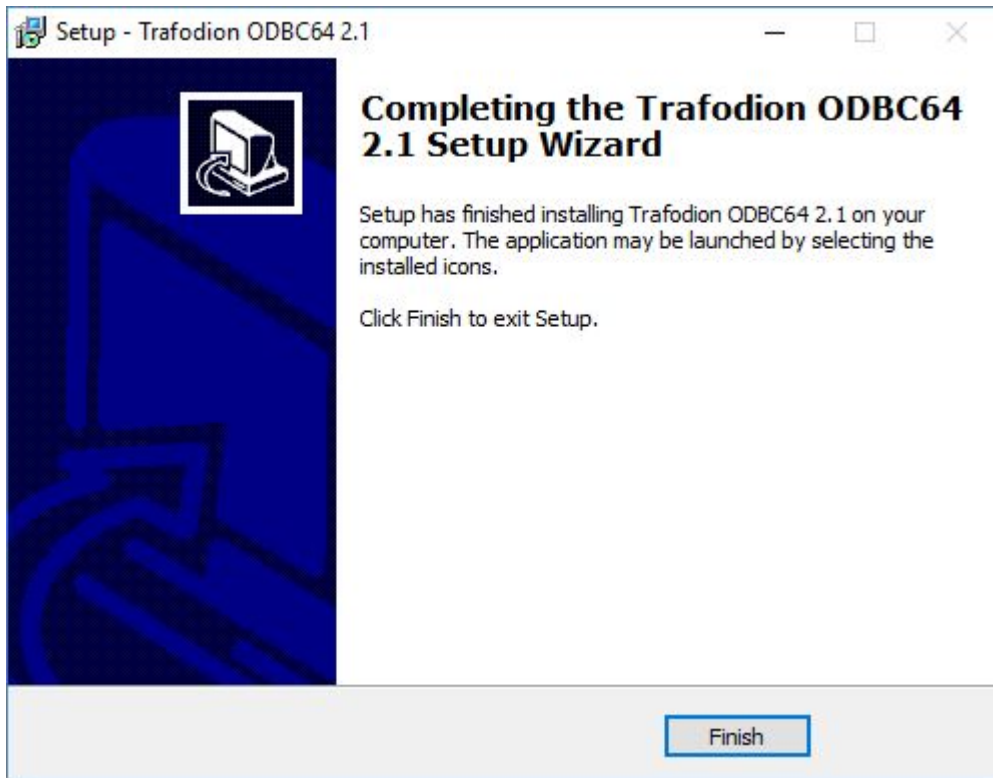 Setup - Trafodion ODBC64 2.1
Completing the Trafodion ODBC64
2.1 Setup Wizard
Setup has finished installing Trafodion ODBC64 2.1 on your
computer. The application may be launched by selecting the
installed icons.
Click Finish to exit Setup.
Finish